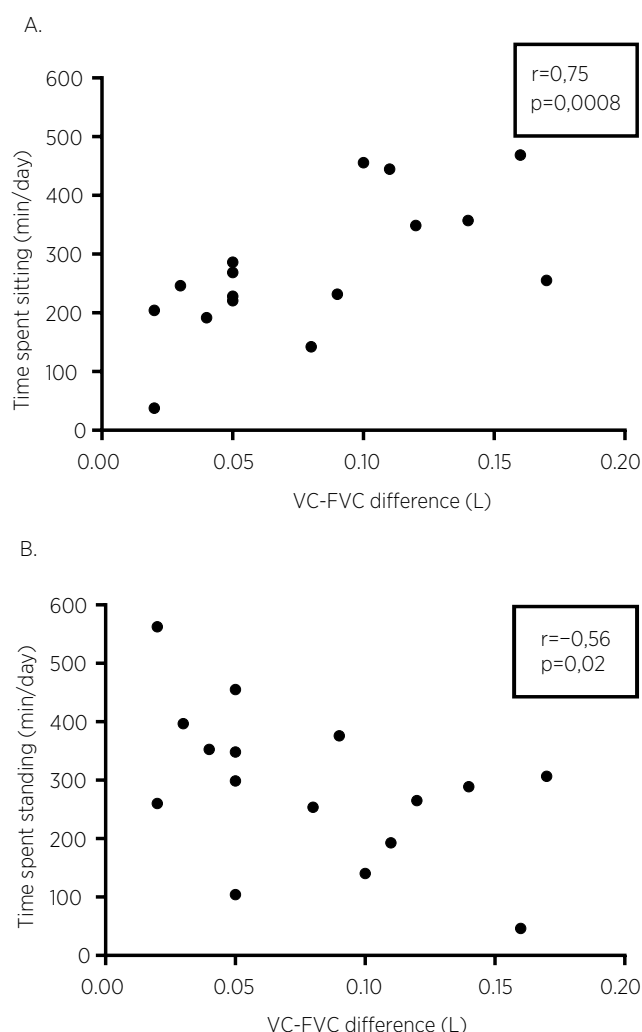 A.
r=0,75
p=0,0008
600
500
400
300
200
100
0
Time spent sitting (min/day)
0.00 0.05 0.10 0.15 0.20
VC-FVC difference (L)
B.
r=−0,56
p=0,02
600
500
400
300
200
100
0
Time spent standing (min/day)
0.00 0.05 0.10 0.15 0.20
VC-FVC difference (L)